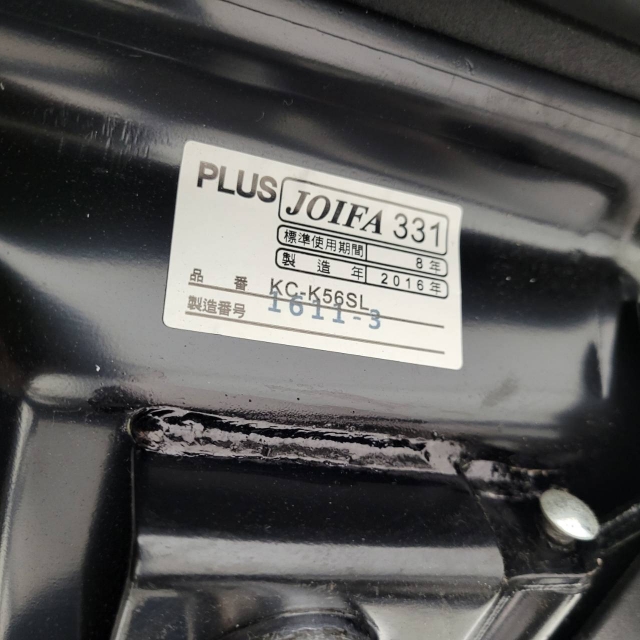 PLUS JOIFA 331
標準使用期間 8年
製造年 2016年
品番 KC-K56SL
製造番号 1611-3